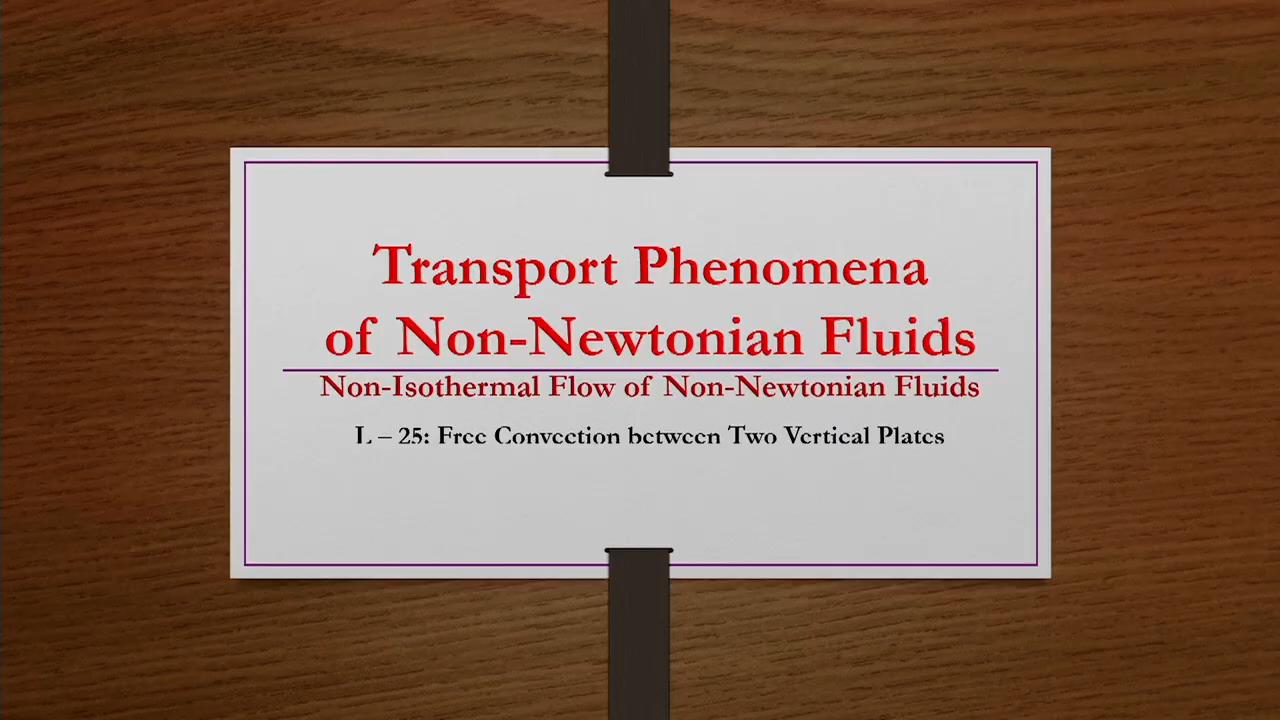 Transport Phenomena
of Non-Newtonian Fluids
Non-Isothermal Flow of Non-Newtonian Fluids
L – 25: Free Convection between Two Vertical Plates